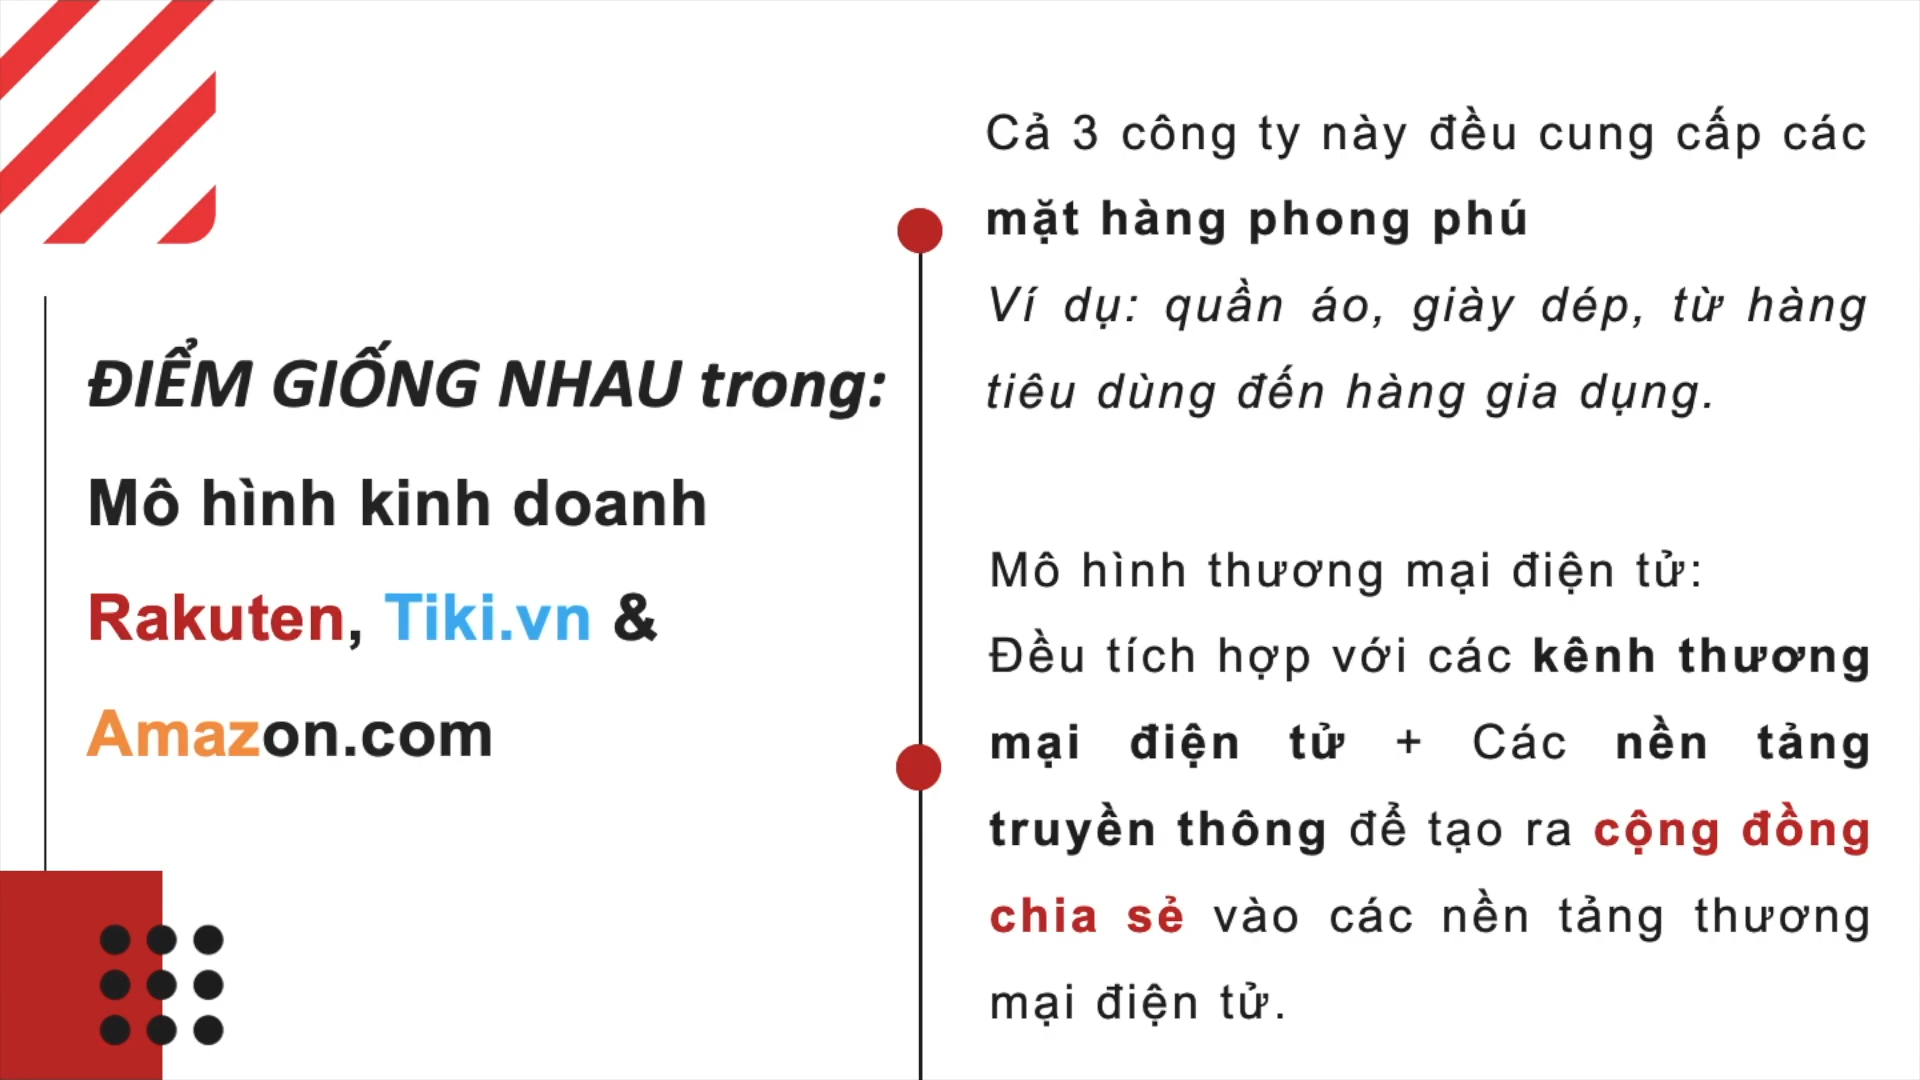 ĐIỂM GIỐNG NHAU trong:
Mô hình kinh doanh
Rakuten, Tiki.vn &
Amazon.com
Cả 3 công ty này đều cung cấp các
mặt hàng phong phú
Ví dụ: quần áo, giày dép, từ hàng
tiêu dùng đến hàng gia dụng.
Mô hình thương mại điện tử:
Đều tích hợp với các kênh thương
mại điện tử + Các nền tảng
truyền thông để tạo ra cộng đồng
chia sẻ vào các nền tảng thương
mại điện tử.